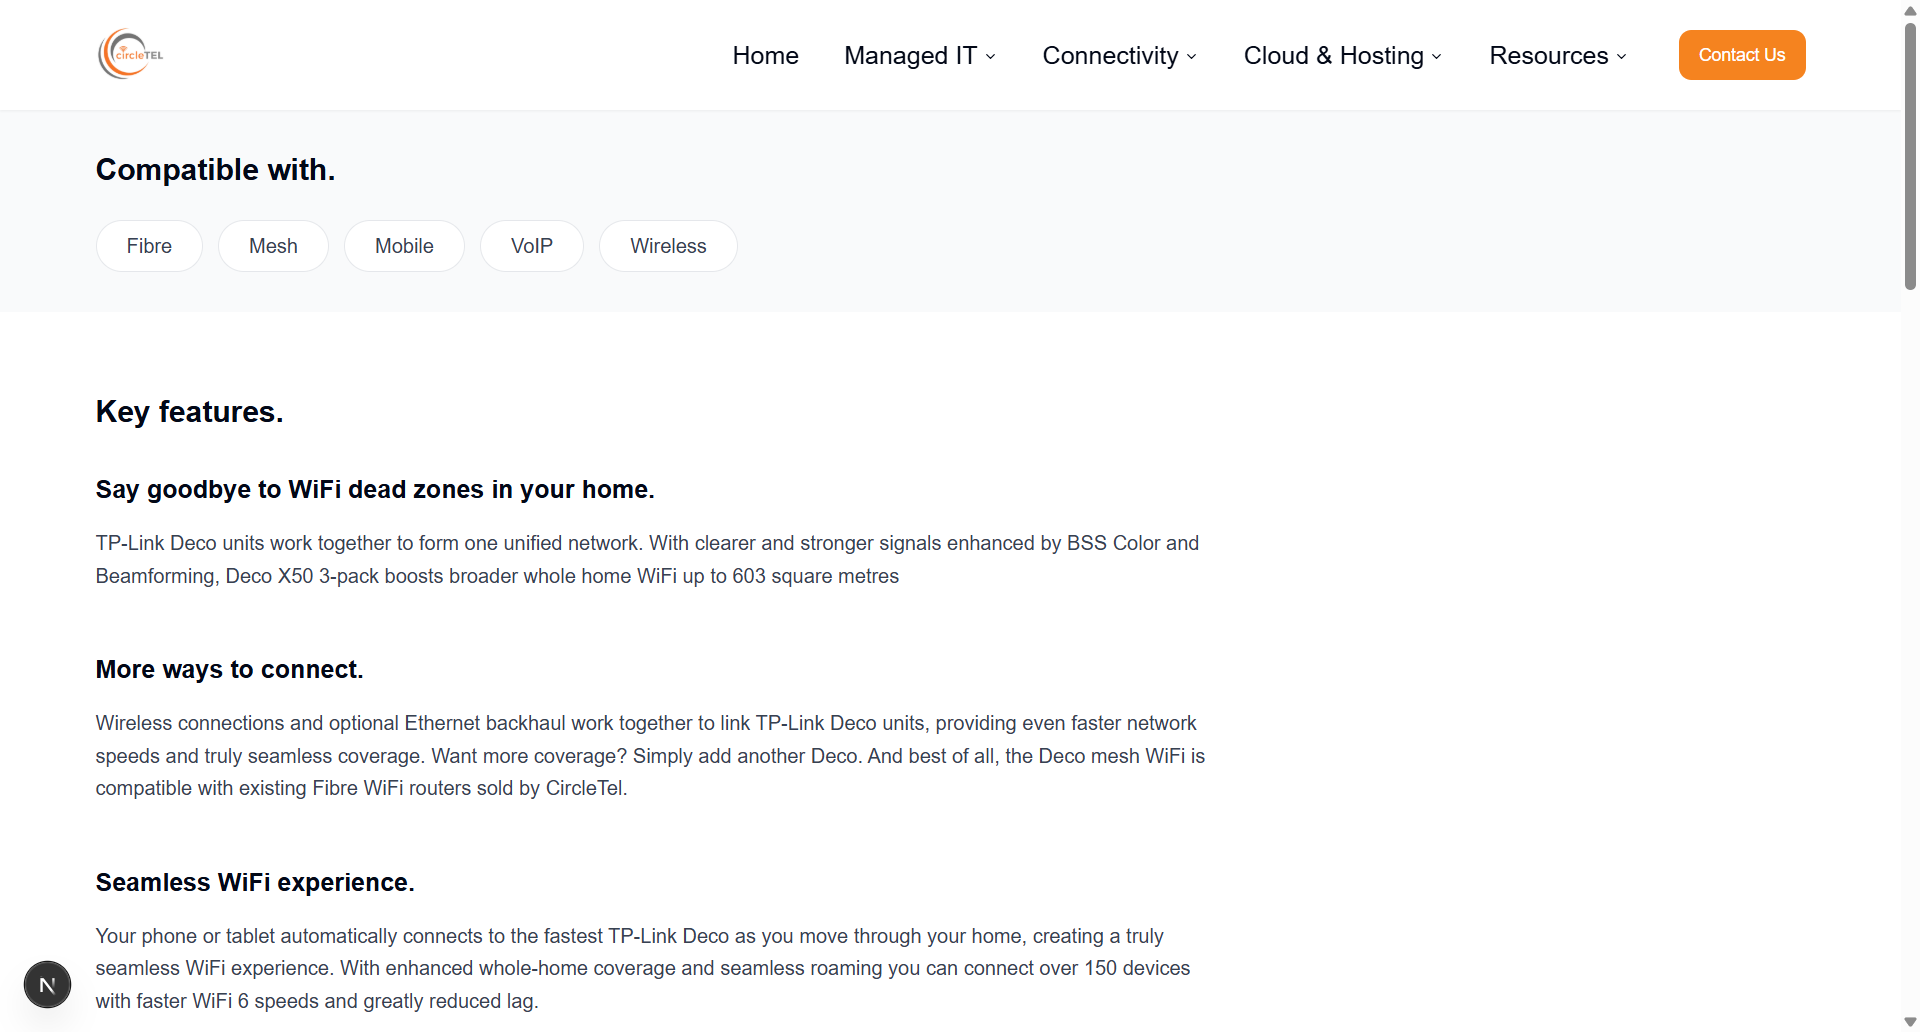 circleTEL
Home
Managed IT
Connectivity
Cloud & Hosting
Resources
Contact Us
Compatible with.
Fibre
Mesh
Mobile
VoIP
Wireless
Key features.
Say goodbye to WiFi dead zones in your home.
TP-Link Deco units work together to form one unified network. With clearer and stronger signals enhanced by BSS Color and
Beamforming, Deco X50 3-pack boosts broader whole home WiFi up to 603 square metres
More ways to connect.
Wireless connections and optional Ethernet backhaul work together to link TP-Link Deco units, providing even faster network
speeds and truly seamless coverage. Want more coverage? Simply add another Deco. And best of all, the Deco mesh WiFi is
compatible with existing Fibre WiFi routers sold by CircleTel.
Seamless WiFi experience.
Your phone or tablet automatically connects to the fastest TP-Link Deco as you move through your home, creating a truly
seamless WiFi experience. With enhanced whole-home coverage and seamless roaming you can connect over 150 devices
with faster WiFi 6 speeds and greatly reduced lag.
N